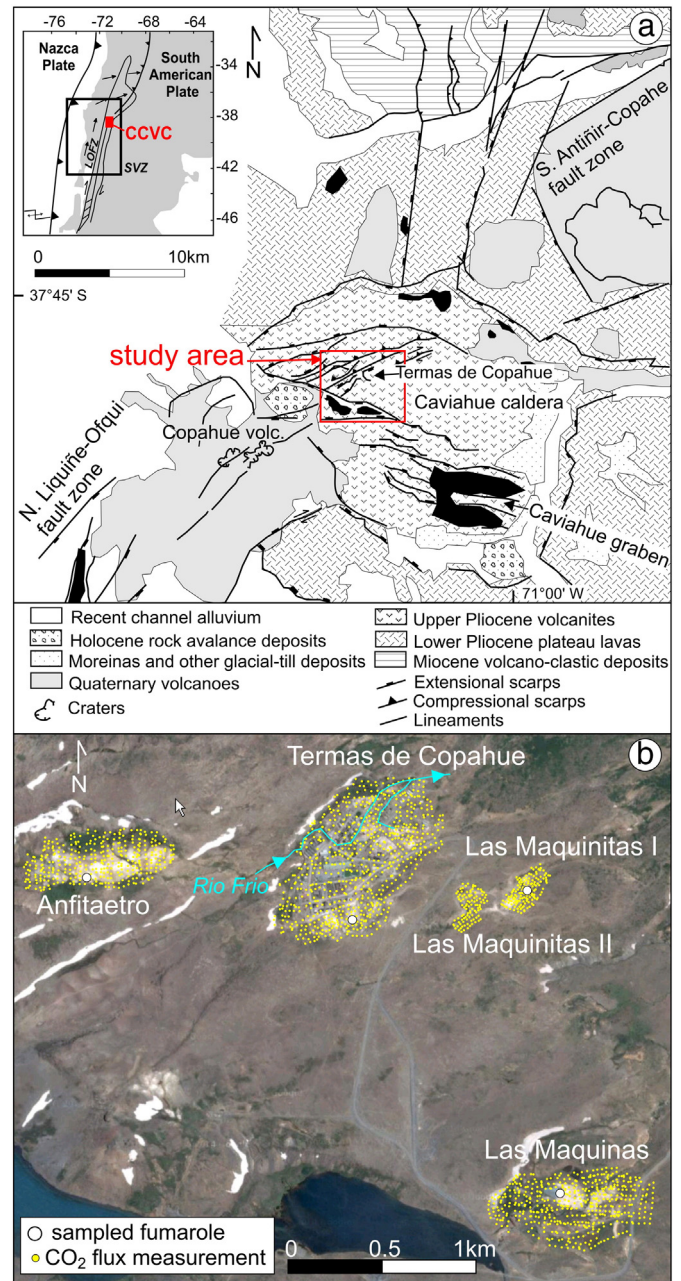 -76 -72 -68 -64
Nazca
Plate
South
American
Plate
-34
-38
-42
-46
CCVC
LOFZ
SVZ
N
a
0 10km
37°45' S
S. Antiñir-Copahe
fault zone
study area
Termas de Copahue
Caviahue caldera
Copahue volc.
N. Liquiñe-Ofqui
fault zone
Caviahue graben
71°00' W
Recent channel alluvium
Holocene rock avalance deposits
Moreinas and other glacial-till deposits
Quaternary volcanoes
Craters
Upper Pliocene volcanites
Lower Pliocene plateau lavas
Miocene volcano-clastic deposits
Extensional scarps
Compressional scarps
Lineaments
b
N
Termas de Copahue
Las Maquinitas I
Rio Frio
Anfitaetro
Las Maquinitas II
Las Maquinas
sampled fumarole
CO2 flux measurement
0 0.5 1km